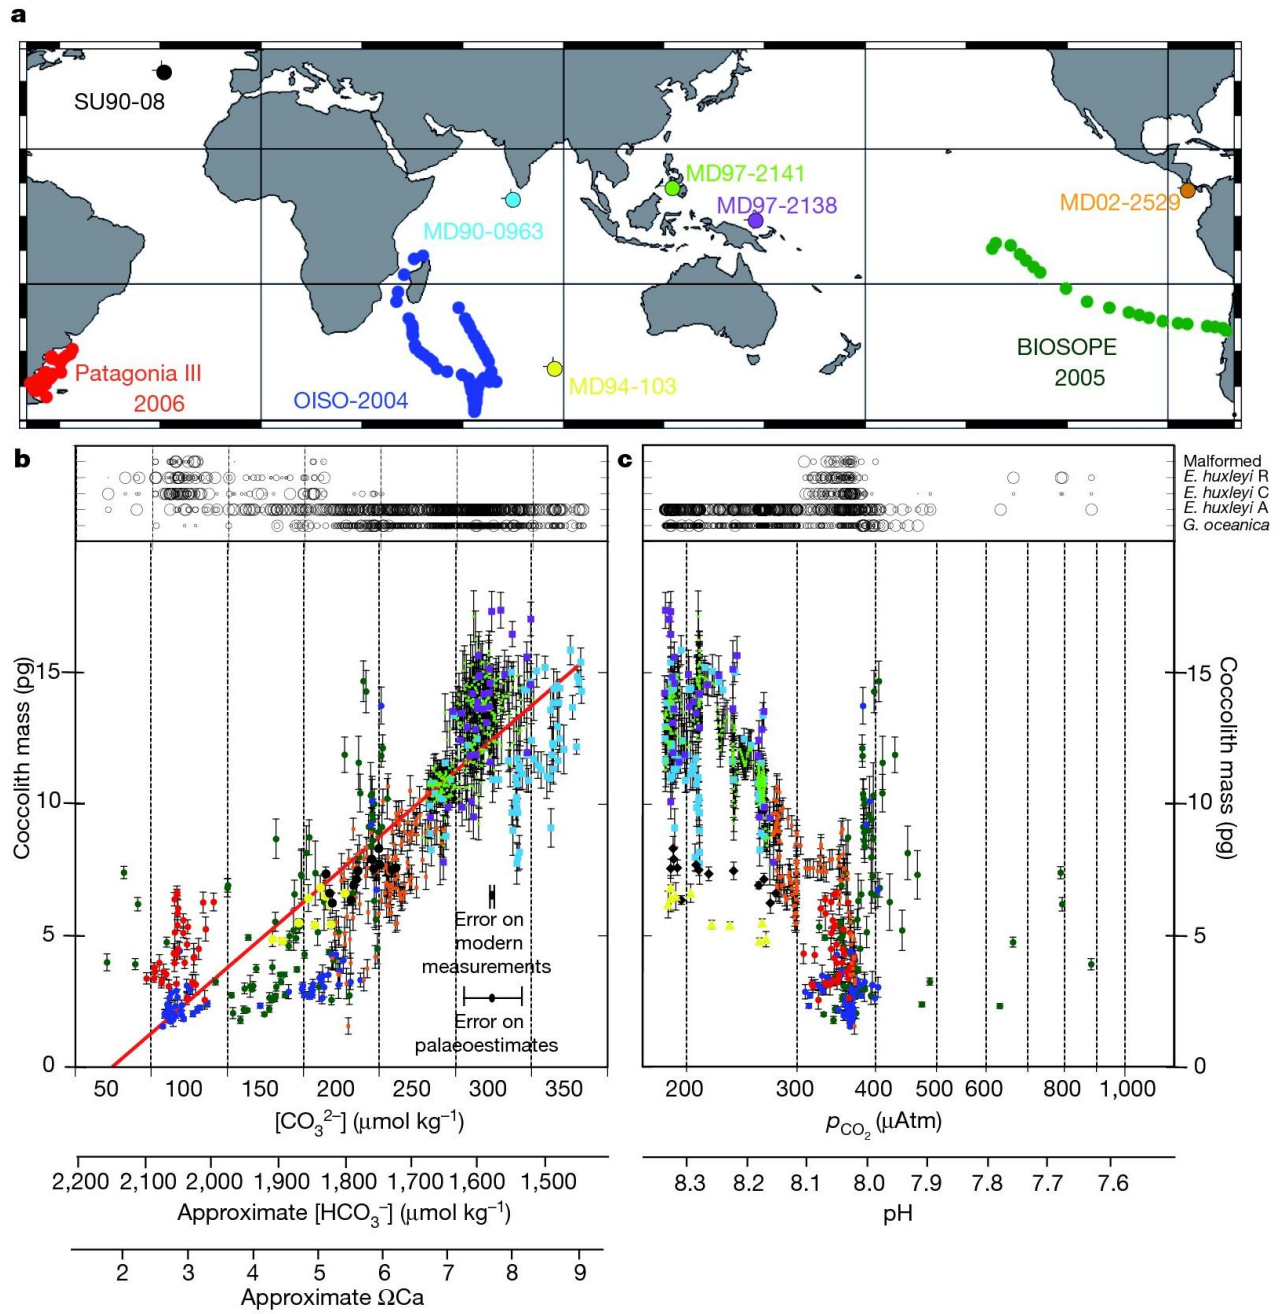 a
SU90-08
MD97-2141
MD97-2138
MD02-2529
MD90-0963
BIOSOPE
2005
Patagonia III
2006
OISO-2004
MD94-103
b
c
Malformed
E. huxleyi R
E. huxleyi C
E. huxleyi A
G. oceanica
Coccolith mass (pg)
15
10
5
0
Error on
modern
measurements
Error on
palaeoestimates
50 100 150 200 250 300 350
[CO₃²⁻] (μmol kg⁻¹)
2,200 2,100 2,000 1,900 1,800 1,700 1,600 1,500
Approximate [HCO₃⁻] (μmol kg⁻¹)
2 3 4 5 6 7 8 9
Approximate ΩCa
15
10
5
0
Coccolith mass (pg)
200 300 400 500 600 800 1,000
pCO₂ (μAtm)
8.3 8.2 8.1 8.0 7.9 7.8 7.7 7.6
pH